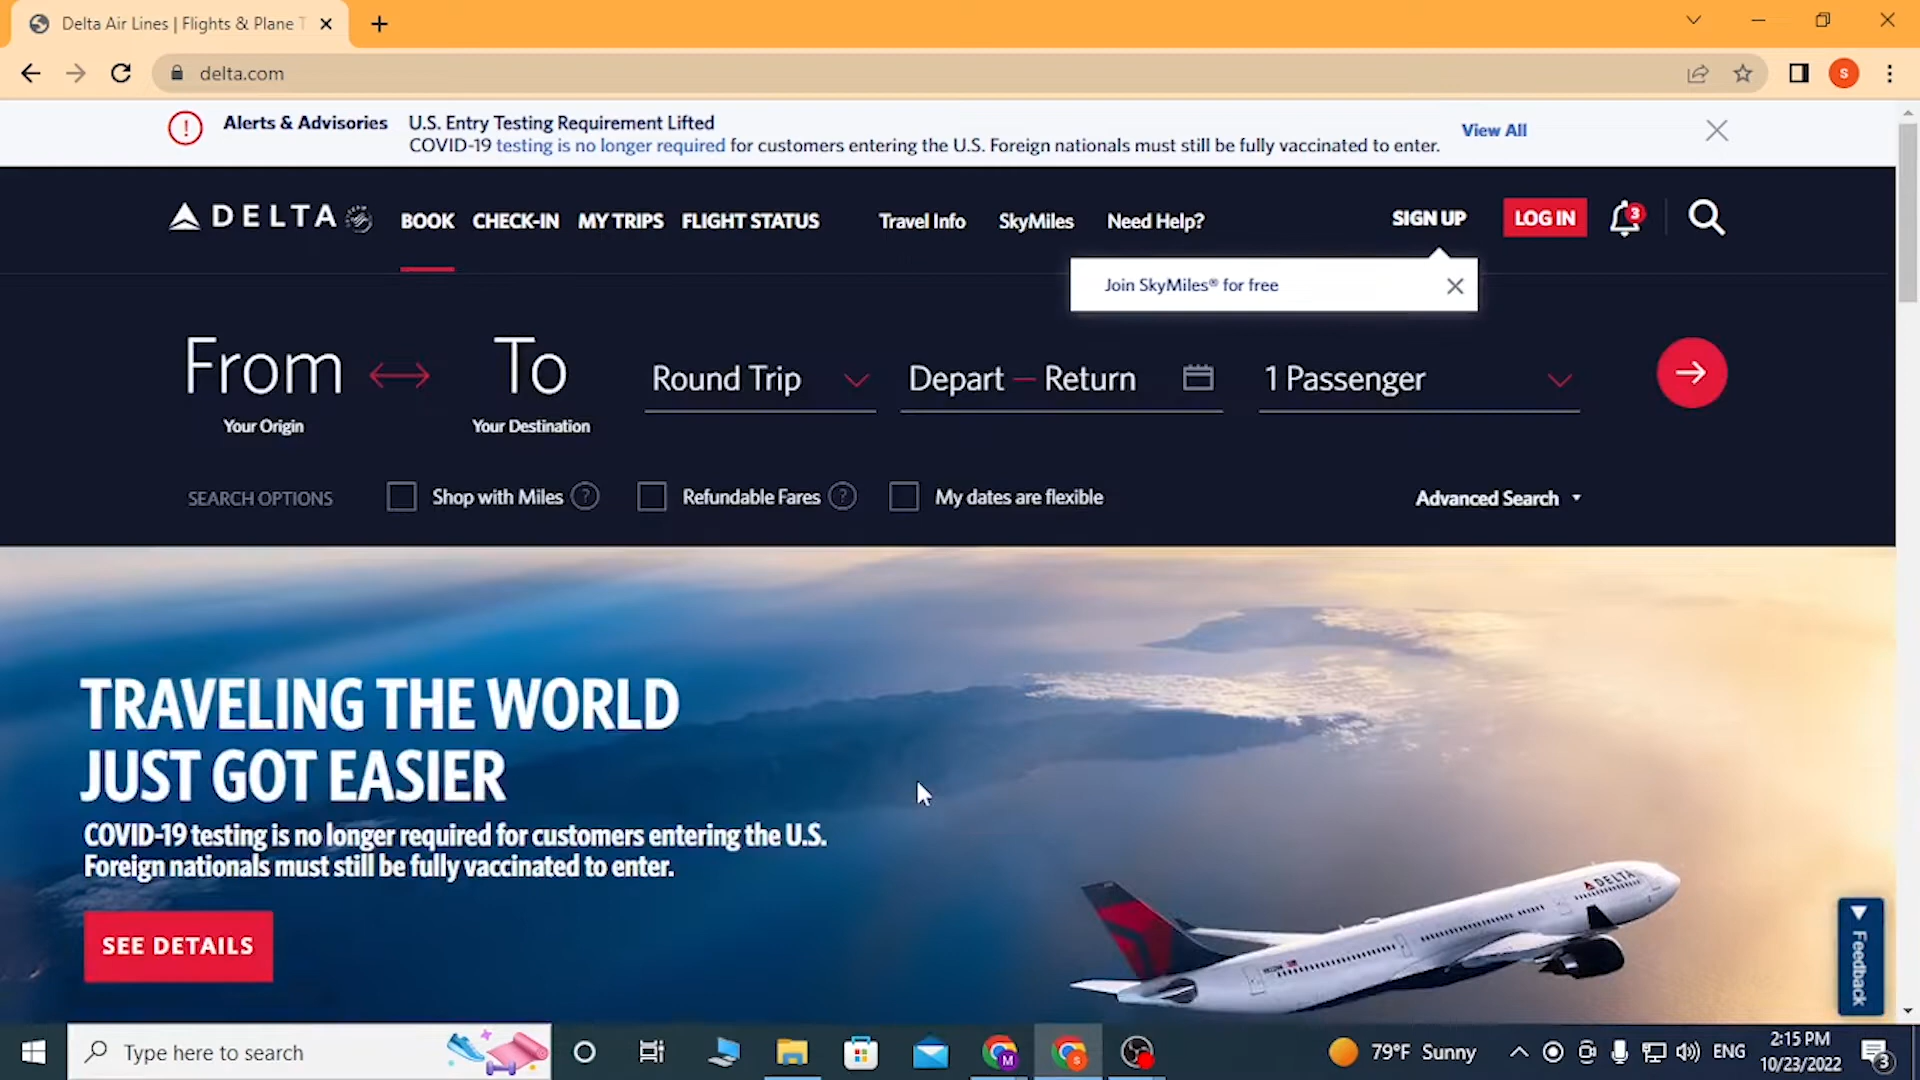 Delta Air Lines | Flights & Plane T
delta.com
S
Alerts & Advisories
U.S. Entry Testing Requirement Lifted
COVID-19 testing is no longer required for customers entering the U.S. Foreign nationals must still be fully vaccinated to enter.
View All
DELTA
BOOK CHECK-IN MY TRIPS FLIGHT STATUS Travel Info SkyMiles Need Help? SIGN UP LOG IN 3
Join SkyMiles® for free
From To Round Trip Depart — Return 1 Passenger
Your Origin Your Destination
SEARCH OPTIONS Shop with Miles ? Refundable Fares ? My dates are flexible Advanced Search
TRAVELING THE WORLD
JUST GOT EASIER
COVID-19 testing is no longer required for customers entering the U.S.
Foreign nationals must still be fully vaccinated to enter.
SEE DETAILS
DELTA
Feedback
Type here to search
M
S
79°F Sunny
ENG
2:15 PM
10/23/2022
3